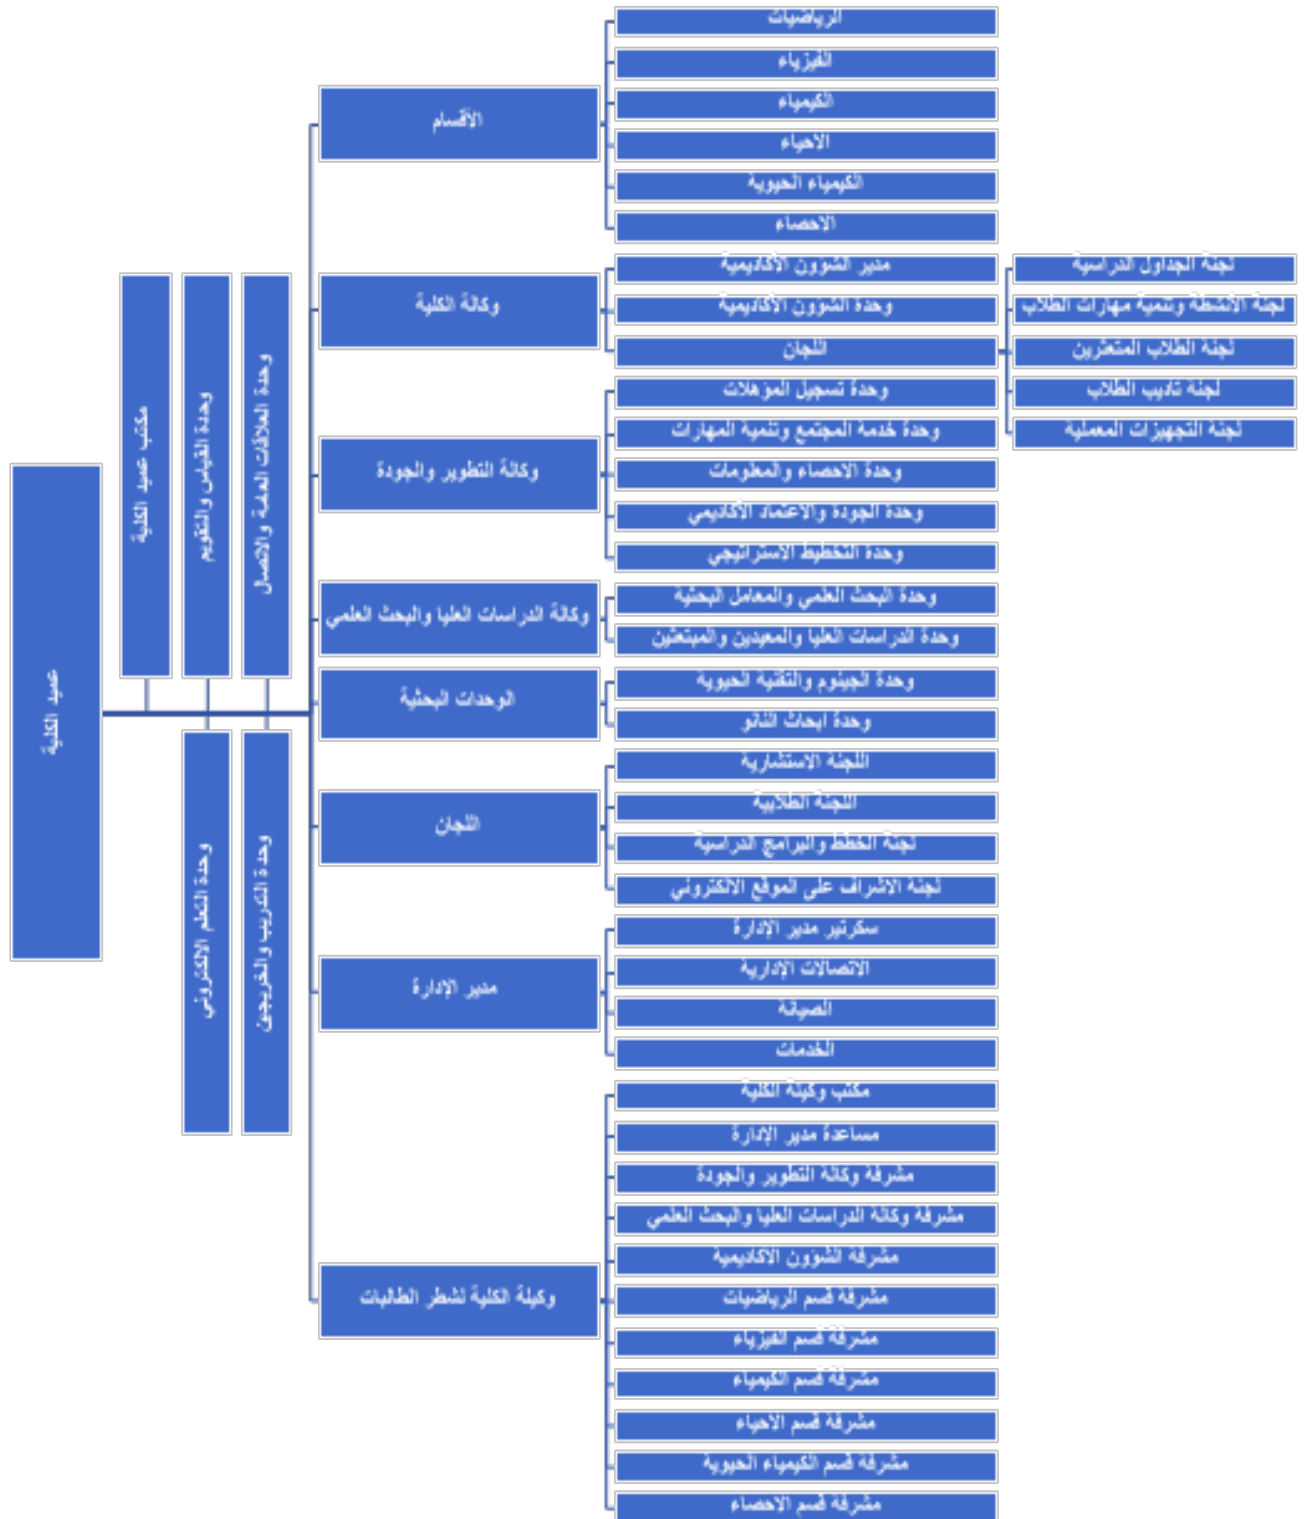 عميد الكلية
مكتب عميد الكلية
وحدة القياس والتقويم
وحدة العلاقات العامة والاتصال
وحدة التعلم الالكتروني
وحدة التدريب والخريجين
الأقسام
الرياضيات
الفيزياء
الكيمياء
الاحياء
الكيمياء الحيوية
الاحصاء
وكالة الكلية
مدير الشؤون الأكاديمية
وحدة الشؤون الأكاديمية
اللجان
لجنة الجداول الدراسية
لجنة الأنشطة وتنمية مهارات الطلاب
لجنة الطلاب المتعثرين
لجنة تاديب الطلاب
لجنة التجهيزات المعملية
وكالة التطوير والجودة
وحدة تسجيل المؤهلات
وحدة خدمة المجتمع وتنمية المهارات
وحدة الاحصاء والمعلومات
وحدة الجودة والاعتماد الأكاديمي
وحدة التخطيط الاستراتيجي
وكالة الدراسات العليا والبحث العلمي
وحدة البحث العلمي والمعامل البحثية
وحدة الدراسات العليا والمعيدين والمبتعثين
الوحدات البحثية
وحدة الجينوم والتقنية الحيوية
وحدة ابحاث النانو
اللجان
اللجنة الاستشارية
اللجنة الطلابية
لجنة الخطط والبرامج الدراسية
لجنة الاشراف على الموقع الالكتروني
مدير الإدارة
سكرتير مدير الإدارة
الاتصالات الإدارية
الصيانة
الخدمات
وكيلة الكلية لشطر الطالبات
مكتب وكيلة الكلية
مساعدة مدير الإدارة
مشرفة وكالة التطوير والجودة
مشرفة وكالة الدراسات العليا والبحث العلمي
مشرفة الشؤون الاكاديمية
مشرفة قسم الرياضيات
مشرفة قسم الفيزياء
مشرفة قسم الكيمياء
مشرفة قسم الاحياء
مشرفة قسم الكيمياء الحيوية
مشرفة قسم الاحصاء